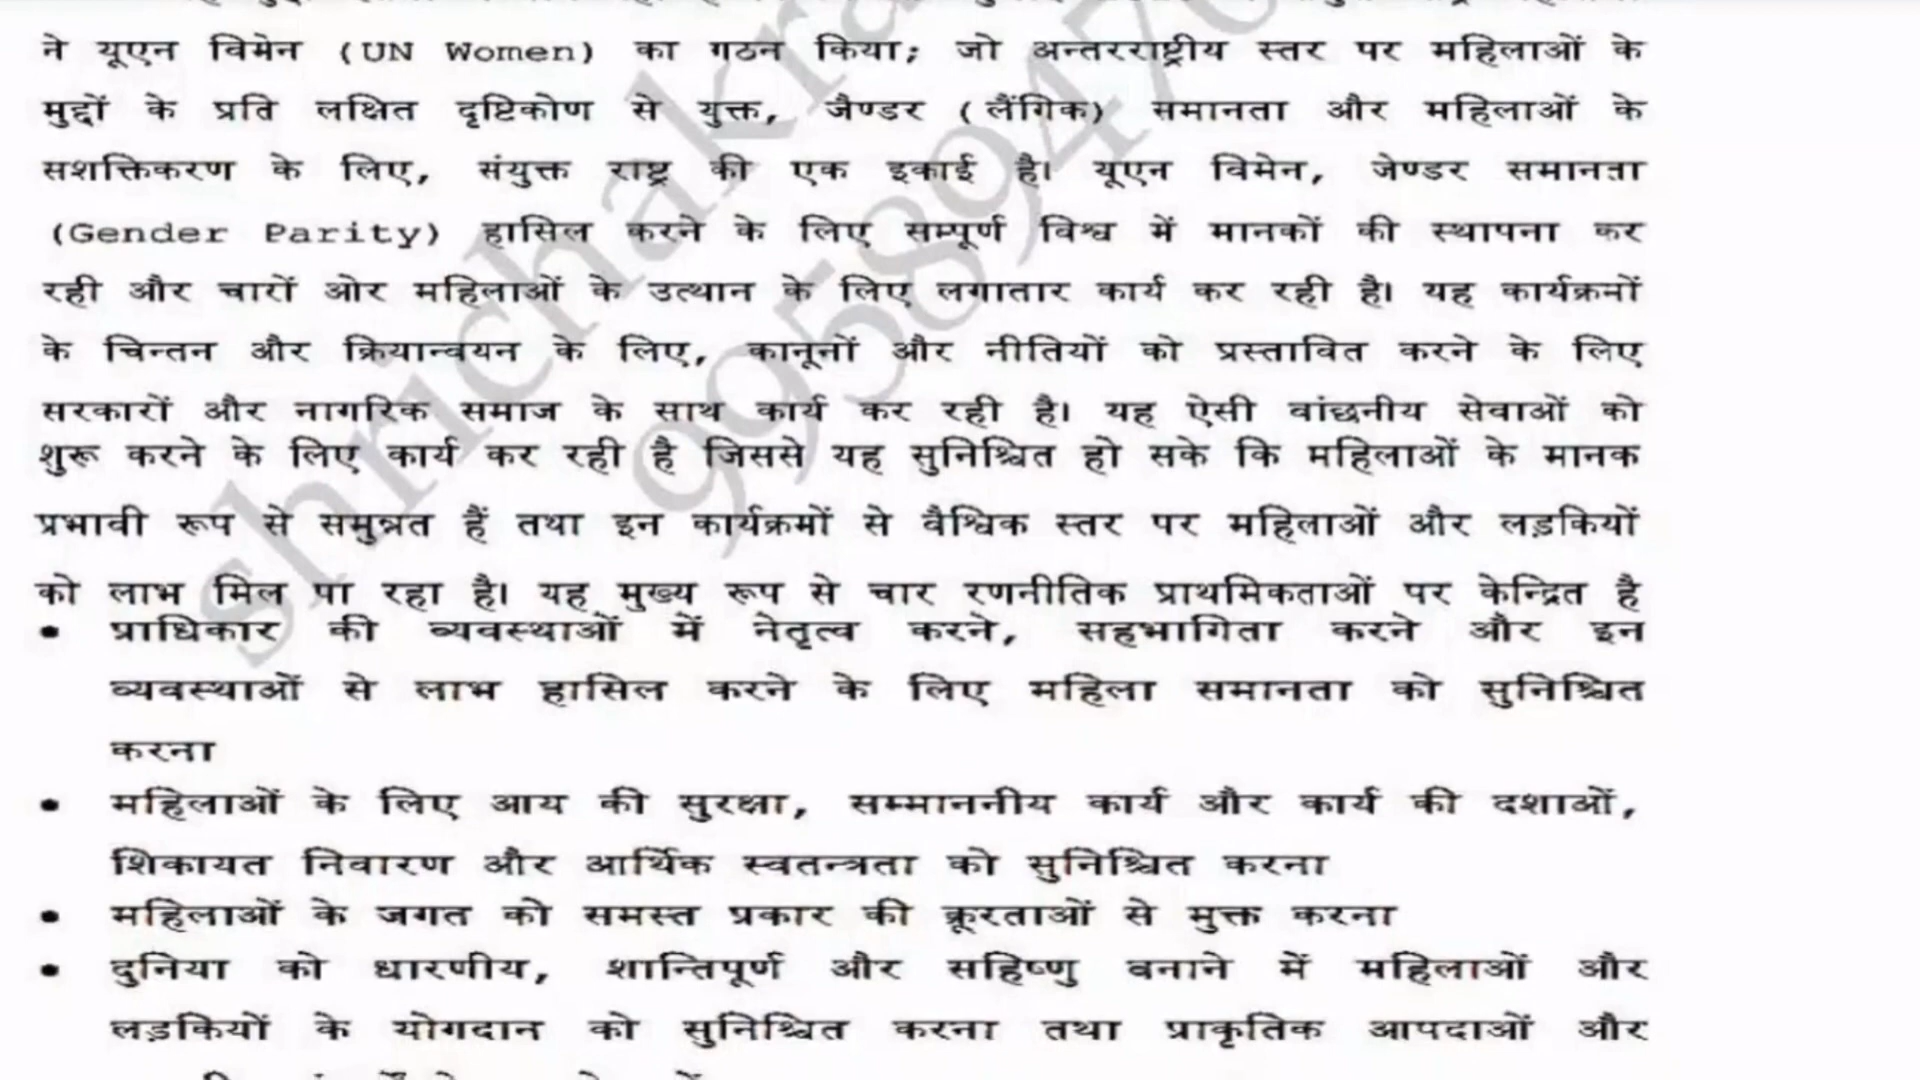 ने यूएन विमेन (UN Women) का गठन किया; जो अन्तरराष्ट्रीय स्तर पर महिलाओं के
मुद्दों के प्रति लक्षित दृष्टिकोण से युक्त, जैण्डर (लैंगिक) समानता और महिलाओं के
सशक्तिकरण के लिए, संयुक्त राष्ट्र की एक इकाई है। यूएन विमेन, जेण्डर समानता
(Gender Parity) हासिल करने के लिए सम्पूर्ण विश्व में मानकों की स्थापना कर
रही और चारों ओर महिलाओं के उत्थान के लिए लगातार कार्य कर रही है। यह कार्यक्रमों
के चिन्तन और क्रियान्वयन के लिए, कानूनों और नीतियों को प्रस्तावित करने के लिए
सरकारों और नागरिक समाज के साथ कार्य कर रही है। यह ऐसी वांछनीय सेवाओं को
शुरू करने के लिए कार्य कर रही है जिससे यह सुनिश्चित हो सके कि महिलाओं के मानक
प्रभावी रूप से समुन्नत हैं तथा इन कार्यक्रमों से वैश्विक स्तर पर महिलाओं और लड़कियों
को लाभ मिल पा रहा है। यह मुख्य रूप से चार रणनीतिक प्राथमिकताओं पर केन्द्रित है
• प्राधिकार की व्यवस्थाओं में नेतृत्व करने, सहभागिता करने और इन
व्यवस्थाओं से लाभ हासिल करने के लिए महिला समानता को सुनिश्चित
करना
• महिलाओं के लिए आय की सुरक्षा, सम्माननीय कार्य और कार्य की दशाओं,
शिकायत निवारण और आर्थिक स्वतन्त्रता को सुनिश्चित करना
• महिलाओं के जगत को समस्त प्रकार की क्रूरताओं से मुक्त करना
• दुनिया को धारणीय, शान्तिपूर्ण और सहिष्णु बनाने में महिलाओं और
लड़कियों के योगदान को सुनिश्चित करना तथा प्राकृतिक आपदाओं और